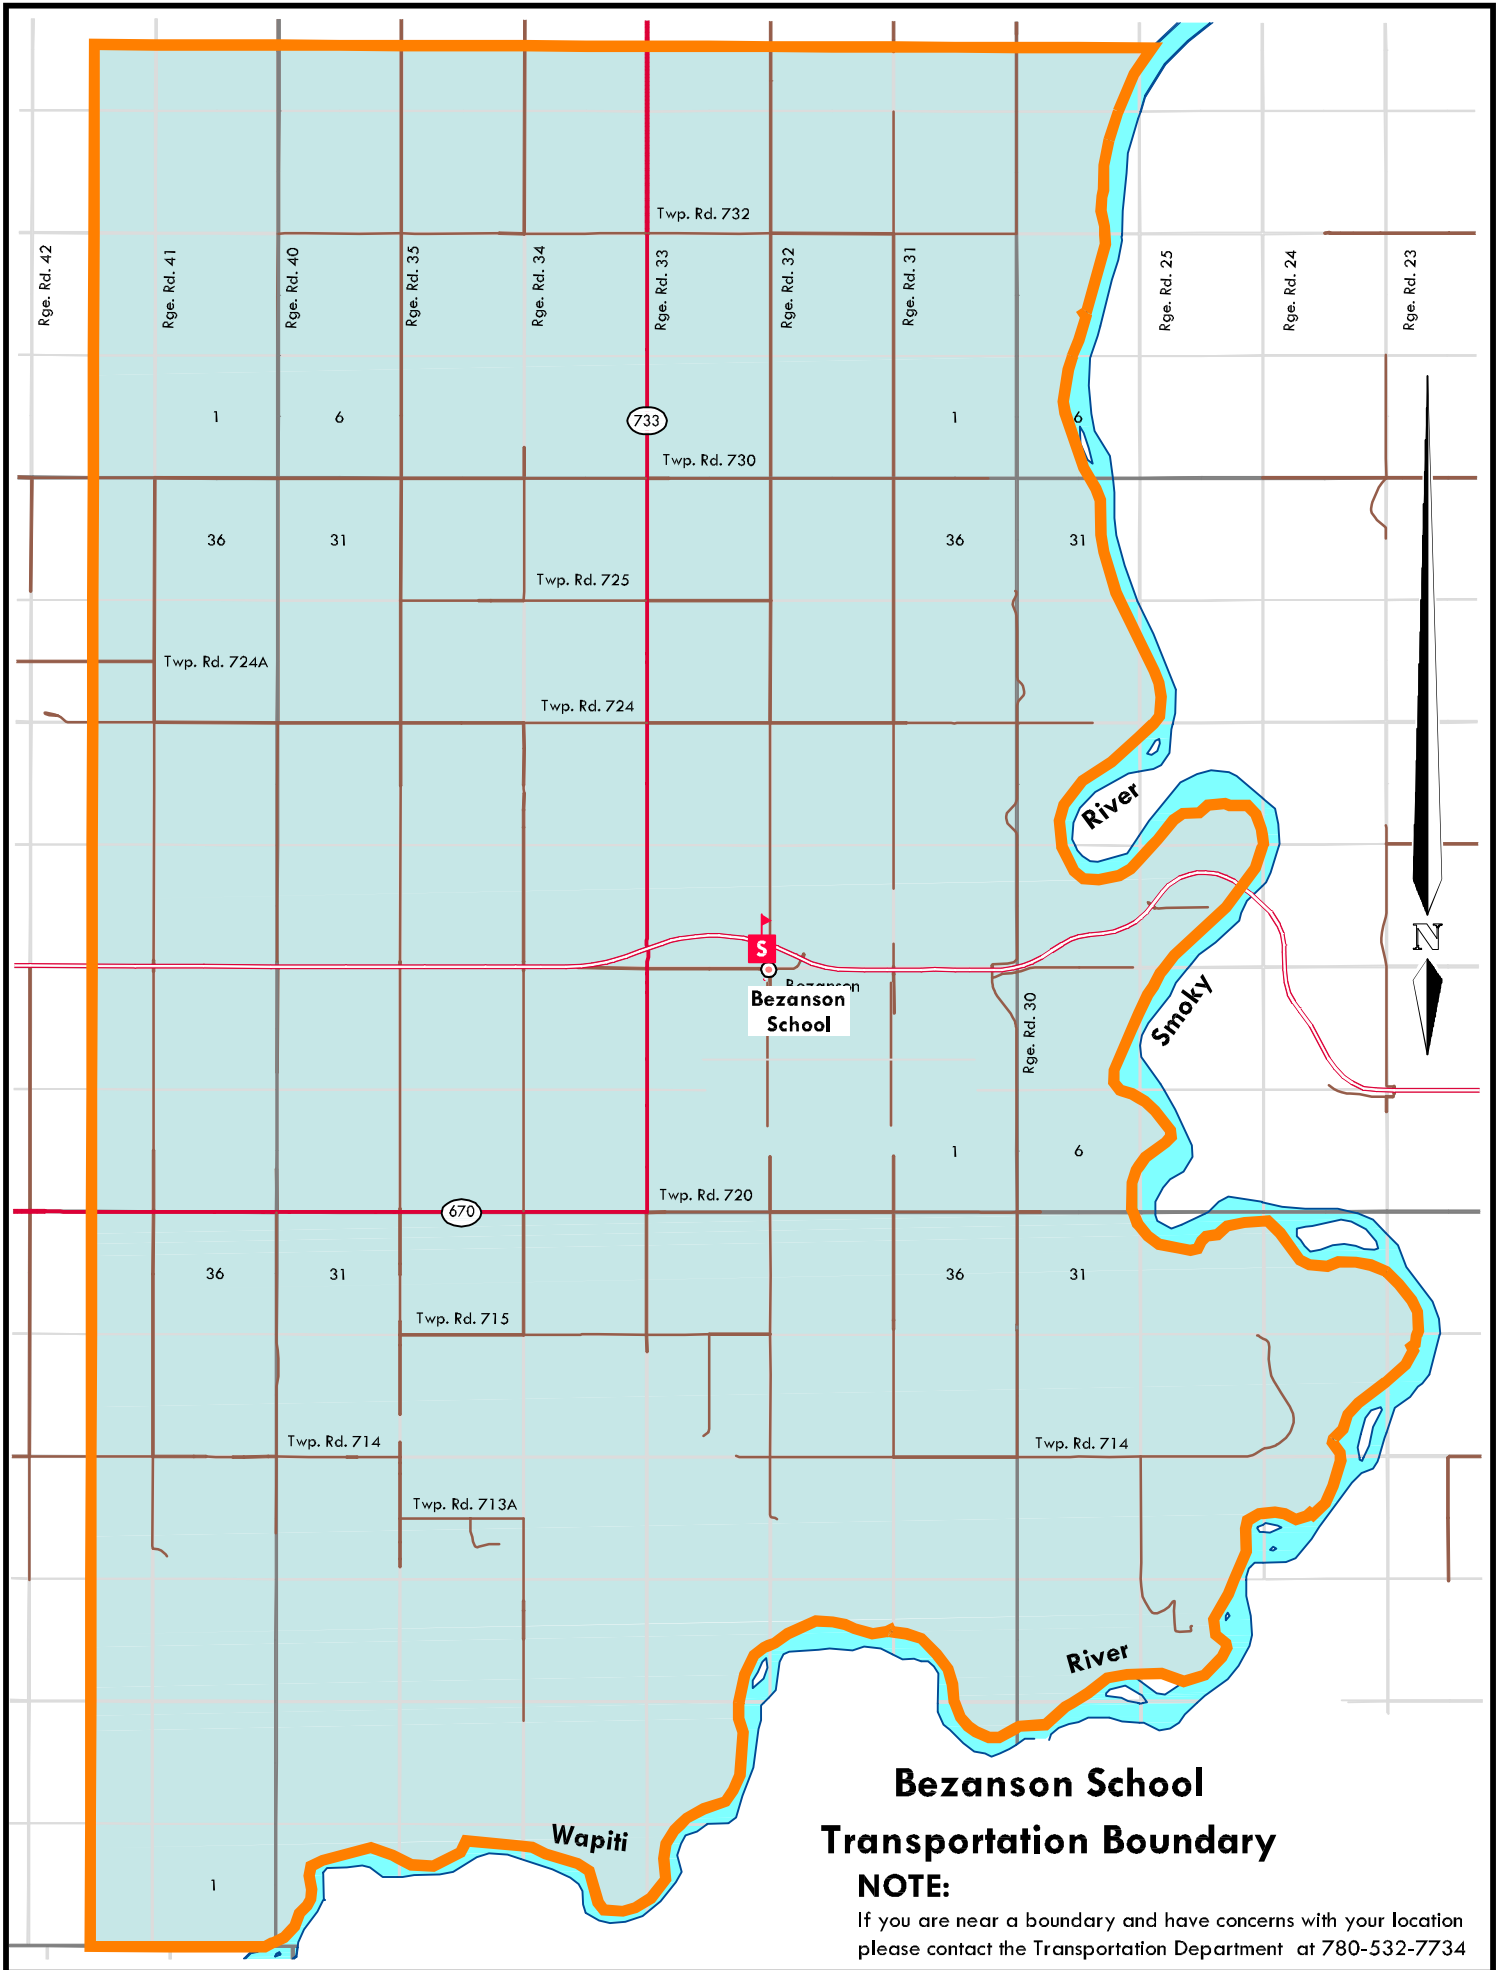 Twp. Rd. 732
Rge. Rd. 42
Rge. Rd. 41
Rge. Rd. 40
Rge. Rd. 35
Rge. Rd. 34
Rge. Rd. 33
Rge. Rd. 32
Rge. Rd. 31
Rge. Rd. 25
Rge. Rd. 24
Rge. Rd. 23
1
6
733
1
6
Twp. Rd. 730
36
31
36
31
Twp. Rd. 725
Twp. Rd. 724A
Twp. Rd. 724
River
S
N
Bezanson
Bezanson
School
Smoky
Rge. Rd. 30
1
6
Twp. Rd. 720
670
36
31
36
31
Twp. Rd. 715
Twp. Rd. 714
Twp. Rd. 714
Twp. Rd. 713A
River
Wapiti
1
Bezanson School
Transportation Boundary
NOTE:
If you are near a boundary and have concerns with your location
please contact the Transportation Department at 780-532-7734